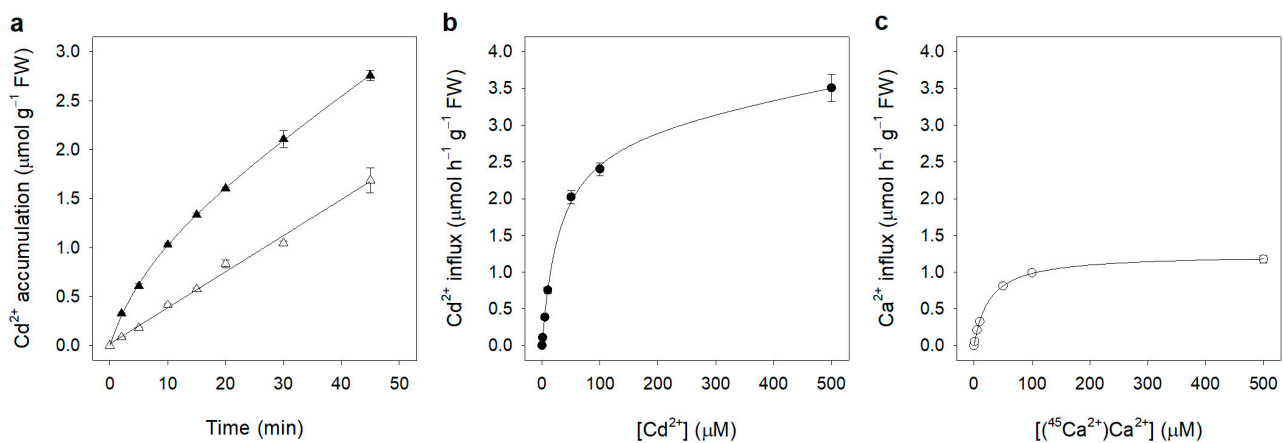 a
Cd²⁺ accumulation (μmol g⁻¹ FW)
3.0
2.5
2.0
1.5
1.0
0.5
0.0
0 10 20 30 40 50
Time (min)
b
Cd²⁺ influx (μmol h⁻¹ g⁻¹ FW)
4.0
3.5
3.0
2.5
2.0
1.5
1.0
0.5
0.0
0 100 200 300 400 500
[Cd²⁺] (μM)
c
Ca²⁺ influx (μmol h⁻¹ g⁻¹ FW)
4.0
3.5
3.0
2.5
2.0
1.5
1.0
0.5
0.0
0 100 200 300 400 500
[(⁴⁵Ca²⁺)Ca²⁺] (μM)